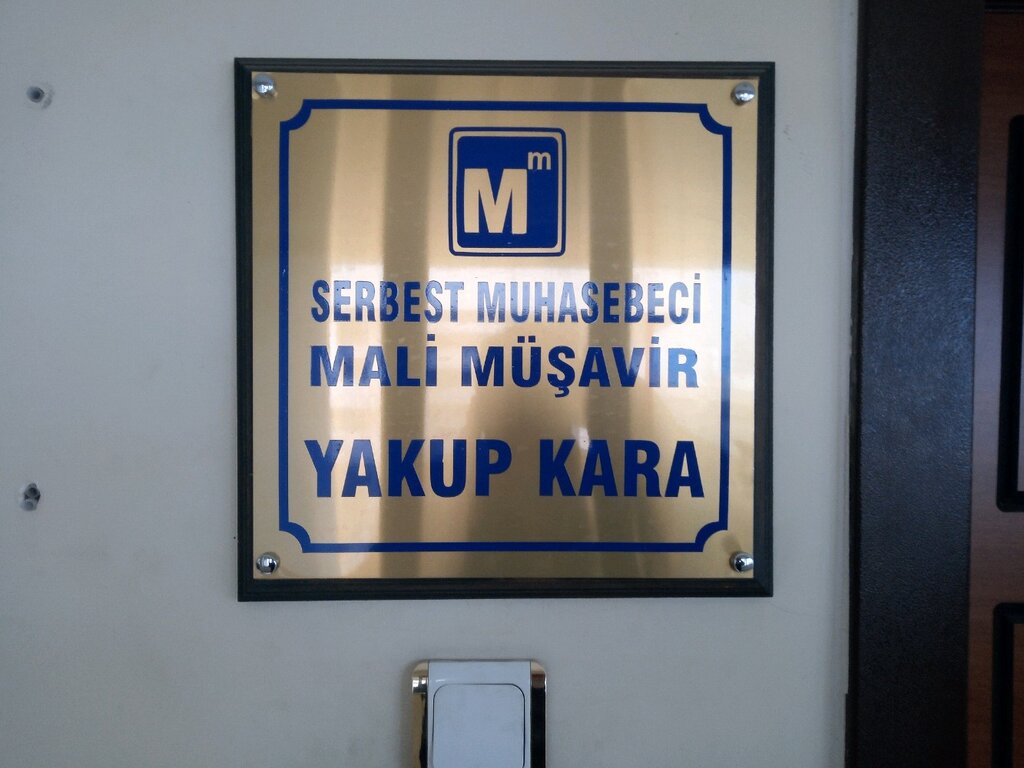 Mm
SERBEST MUHASEBECİ
MALİ MÜŞAVİR
YAKUP KARA